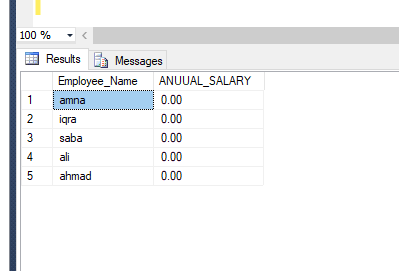 100 %
Results Messages
Employee_Name ANUUAL_SALARY
1 amna 0.00
2 iqra 0.00
3 saba 0.00
4 ali 0.00
5 ahmad 0.00